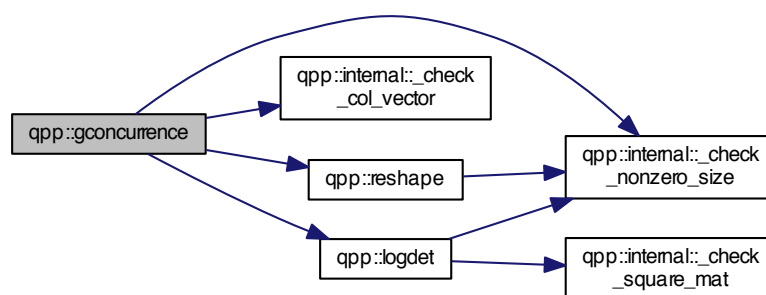 qpp::gconcurrence
qpp::internal::_check
_col_vector
qpp::reshape
qpp::logdet
qpp::internal::_check
_nonzero_size
qpp::internal::_check
_square_mat